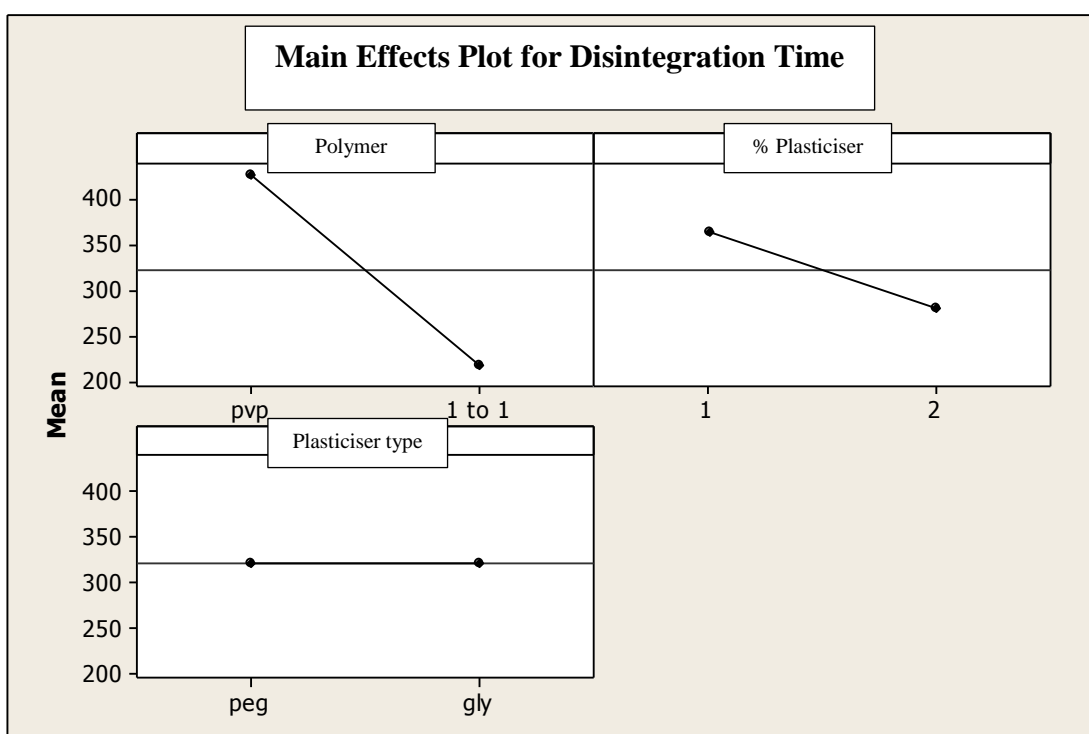 Main Effects Plot for Disintegration Time
Polymer
% Plasticiser
400
350
300
250
200
pvp
1 to 1
1
2
Mean
Plasticiser type
400
350
300
250
200
peg
gly